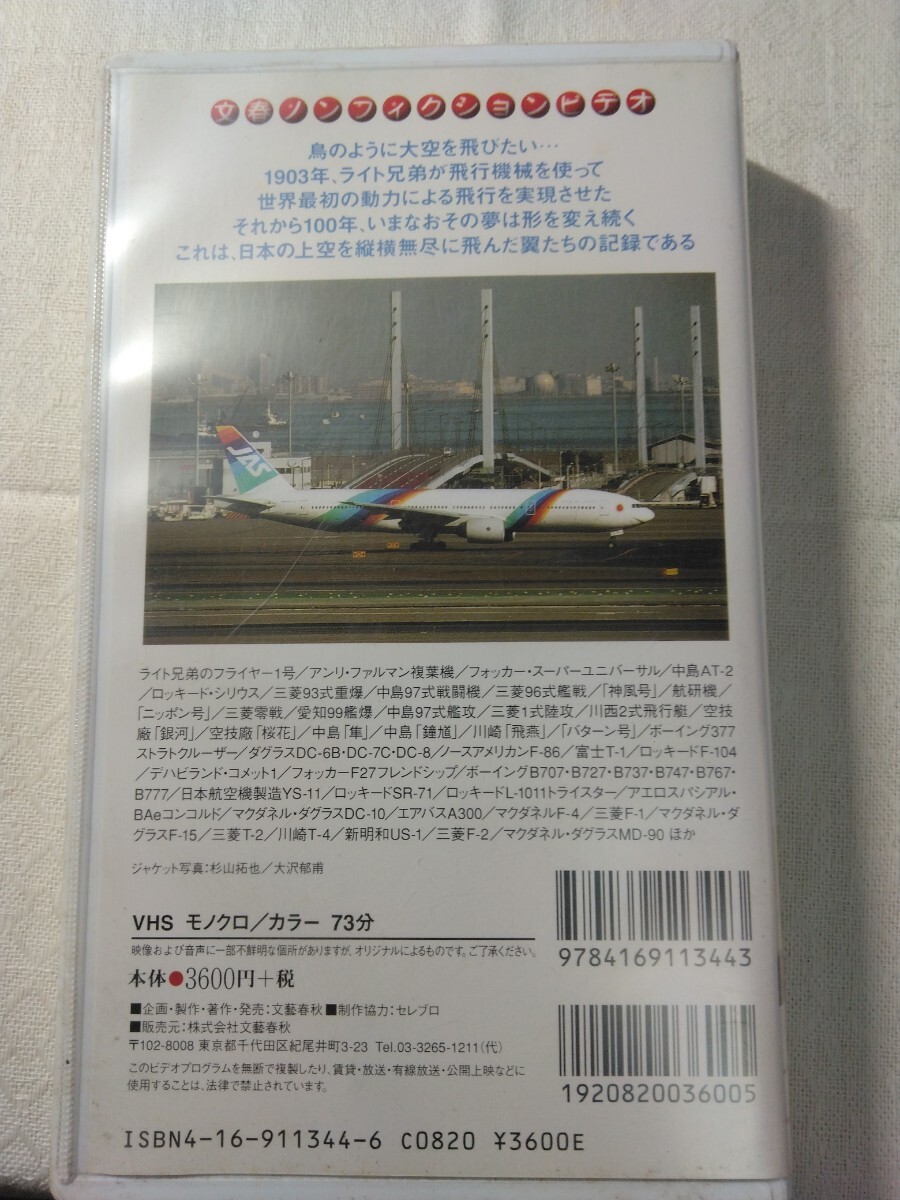 文春ノンフィクションビデオ
鳥のように大空を飛びたい…
1903年、ライト兄弟が飛行機械を使って
世界最初の動力による飛行を実現させた
それから100年、いまなおその夢は形を変え続く
これは、日本の上空を縦横無尽に飛んだ翼たちの記録である
JAS
ライト兄弟のフライヤー1号／アンリ・ファルマン複葉機／フォッカー・スーパーユニバーサル／中島AT-2
／ロッキード・シリウス／三菱93式重爆／中島97式戦闘機／三菱96式艦戦／「神風号」／航研機／
「ニッポン号」／三菱零戦／愛知99艦爆／中島97式艦攻／三菱1式陸攻／川西2式飛行艇／空技
廠「銀河」／空技廠「桜花」／中島「隼」／中島「鐘馗」／川崎「飛燕」／「パターン号」／ボーイング377
ストラトクルーザー／ダグラスDC-6B・DC-7C・DC-8／ノースアメリカンF-86／富士T-1／ロッキードF-104
／デハビランド・コメット1／フォッカーF27フレンドシップ／ボーイングB707・B727・B737・B747・B767・
B777／日本航空機製造YS-11／ロッキードSR-71／ロッキードL-1011トライスター／アエロスパシアル・
BAeコンコルド／マクダネル・ダグラスDC-10／エアバスA300／マクダネルF-4／三菱F-1／マクダネル・ダ
グラスF-15／三菱T-2／川崎T-4／新明和US-1／三菱F-2／マクダネル・ダグラスMD-90 ほか
ジャケット写真：杉山拓也／大沢郁甫
VHS モノクロ／カラー 73分
映像および音声に一部不鮮明な個所がありますが、オリジナルによるものです。ご了承ください。
本体●3600円＋税
9784169113443
■企画・製作・著作・発売：文藝春秋 ■制作協力：セレブロ
■販売元：株式会社文藝春秋
〒102-8008 東京都千代田区紀尾井町3-23 Tel.03-3265-1211（代）
このビデオプログラムを無断で複製したり、賃貸・放送・有線放送・公開上映などに
使用することは、法律で禁止されています。
1920820036005
ISBN4-16-911344-6 C0820 ¥3600E